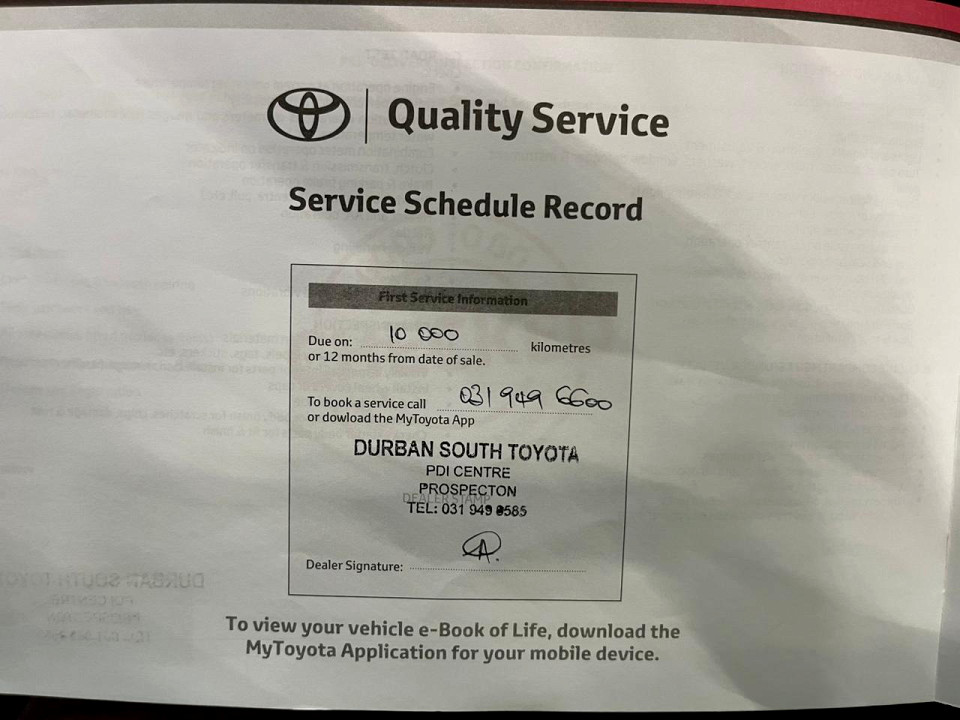 Quality Service
Service Schedule Record
First Service Information
Due on: 10 000 kilometres
or 12 months from date of sale.
To book a service call 031 949 6600
or dowload the MyToyota App
DURBAN SOUTH TOYOTA
PDI CENTRE
PROSPECTON
DEALER STAMP
TEL: 031 949 8585
Dealer Signature:
To view your vehicle e-Book of Life, download the
MyToyota Application for your mobile device.